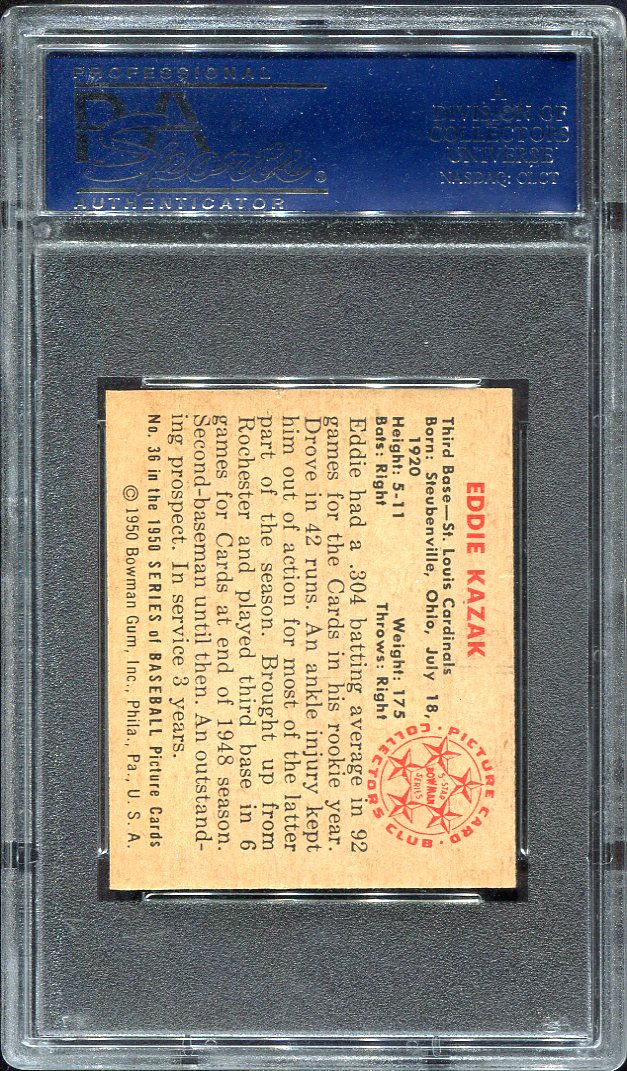 PROFESSIONAL
PSA
Sports
AUTHENTICATOR
A
DIVISION OF
COLLECTORS
UNIVERSE
NASDAQ: CLCT
EDDIE KAZAK
Third Base—St. Louis Cardinals
Born: Steubenville, Ohio, July 18,
1920
Height: 5-11 Weight: 175
Bats: Right Throws: Right
PICTURE CARD COLLECTORS CLUB
5-STAR
BOWMAN
SERIES
Eddie had a .304 batting average in 92
games for the Cards in his rookie year.
Drove in 42 runs. An ankle injury kept
him out of action for most of the latter
part of the season. Brought up from
Rochester and played third base in 6
games for Cards at end of 1948 season.
Second-baseman until then. An outstand-
ing prospect. In service 3 years.
No. 36 in the 1950 SERIES of BASEBALL Picture Cards
© 1950 Bowman Gum, Inc., Phila., Pa., U. S. A.